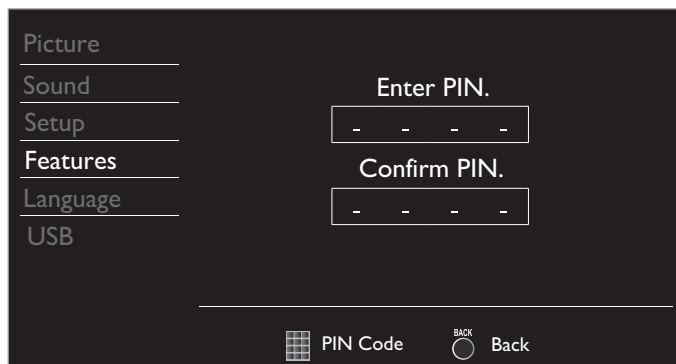 Picture
Sound
Setup
Features
Language
USB
Enter PIN.
- - - -
Confirm PIN.
- - - -
PIN Code
BACK
Back